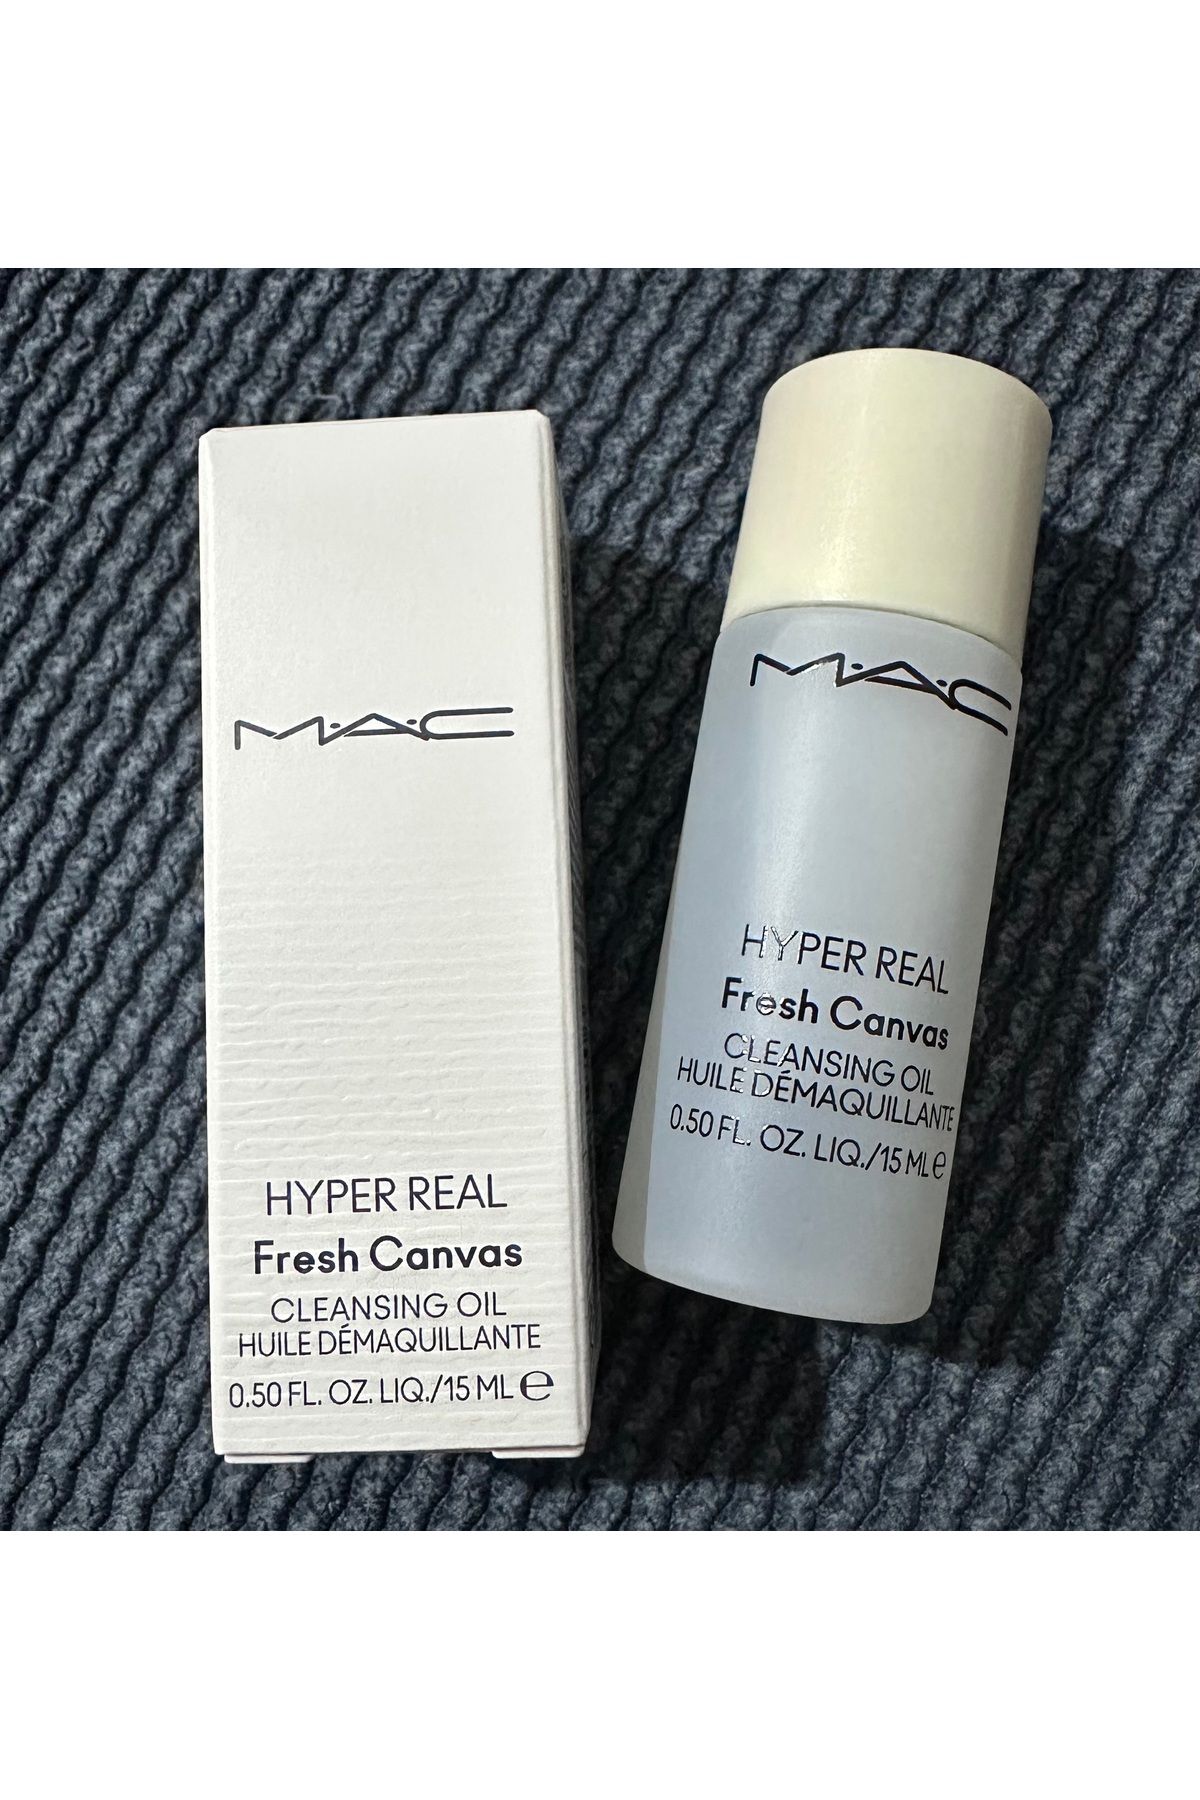 M·A·C
HYPER REAL
Fresh Canvas
CLEANSING OIL
HUILE DÉMAQUILLANTE
0.50 FL. OZ. LIQ./15 ML ℮
M·A·C
HYPER REAL
Fresh Canvas
CLEANSING OIL
HUILE DÉMAQUILLANTE
0.50 FL. OZ. LIQ./15 ML ℮